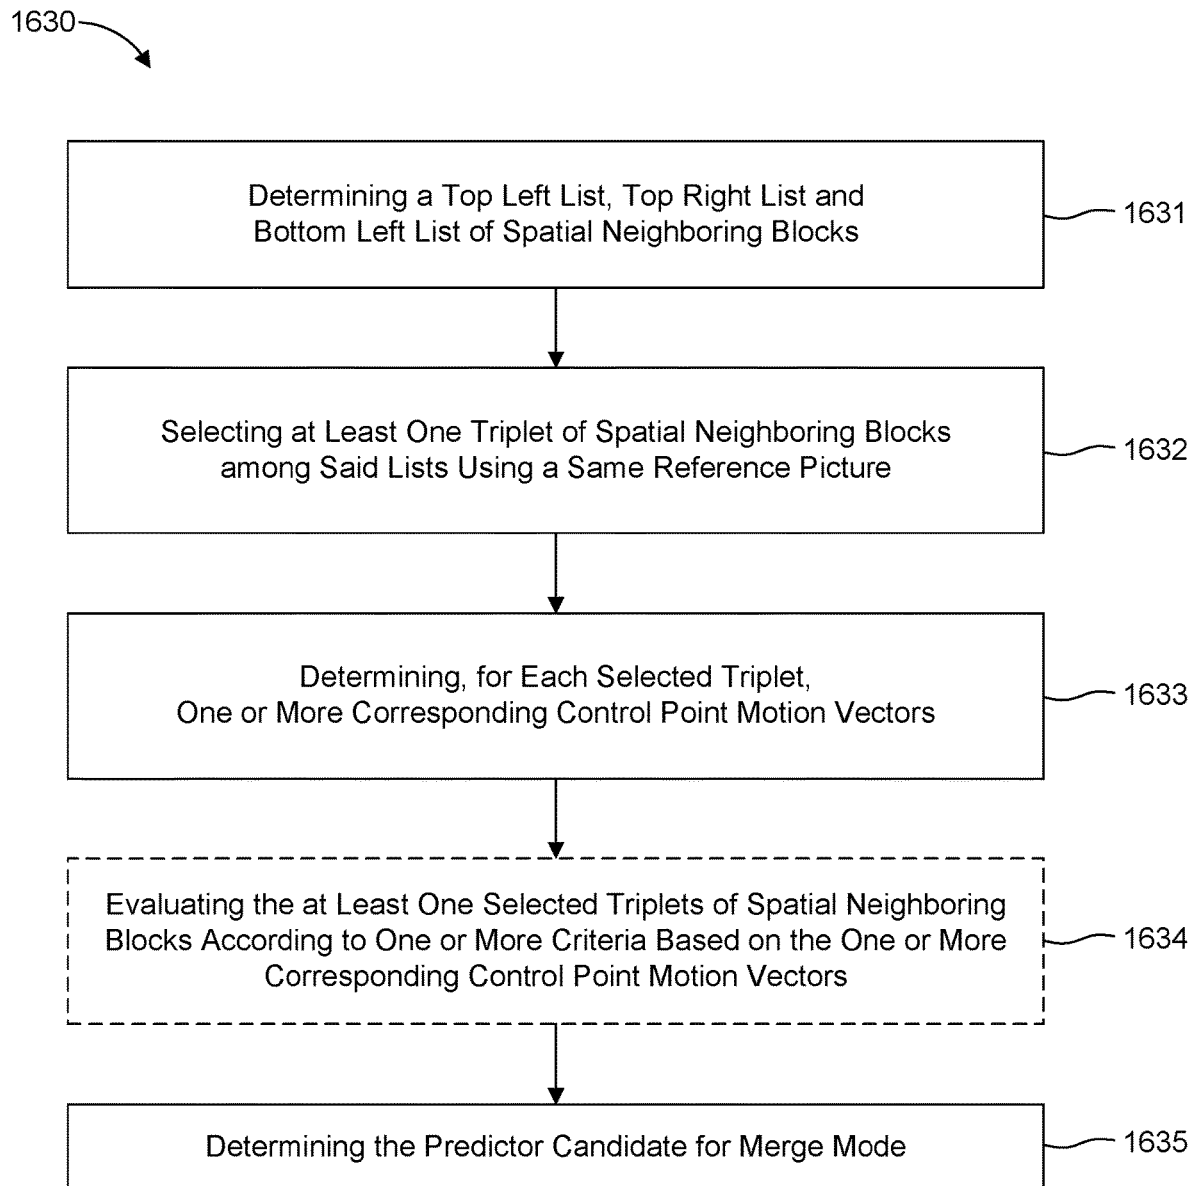 1630
Determining a Top Left List, Top Right List and
Bottom Left List of Spatial Neighboring Blocks
1631
Selecting at Least One Triplet of Spatial Neighboring Blocks
among Said Lists Using a Same Reference Picture
1632
Determining, for Each Selected Triplet,
One or More Corresponding Control Point Motion Vectors
1633
Evaluating the at Least One Selected Triplets of Spatial Neighboring
Blocks According to One or More Criteria Based on the One or More
Corresponding Control Point Motion Vectors
1634
Determining the Predictor Candidate for Merge Mode
1635